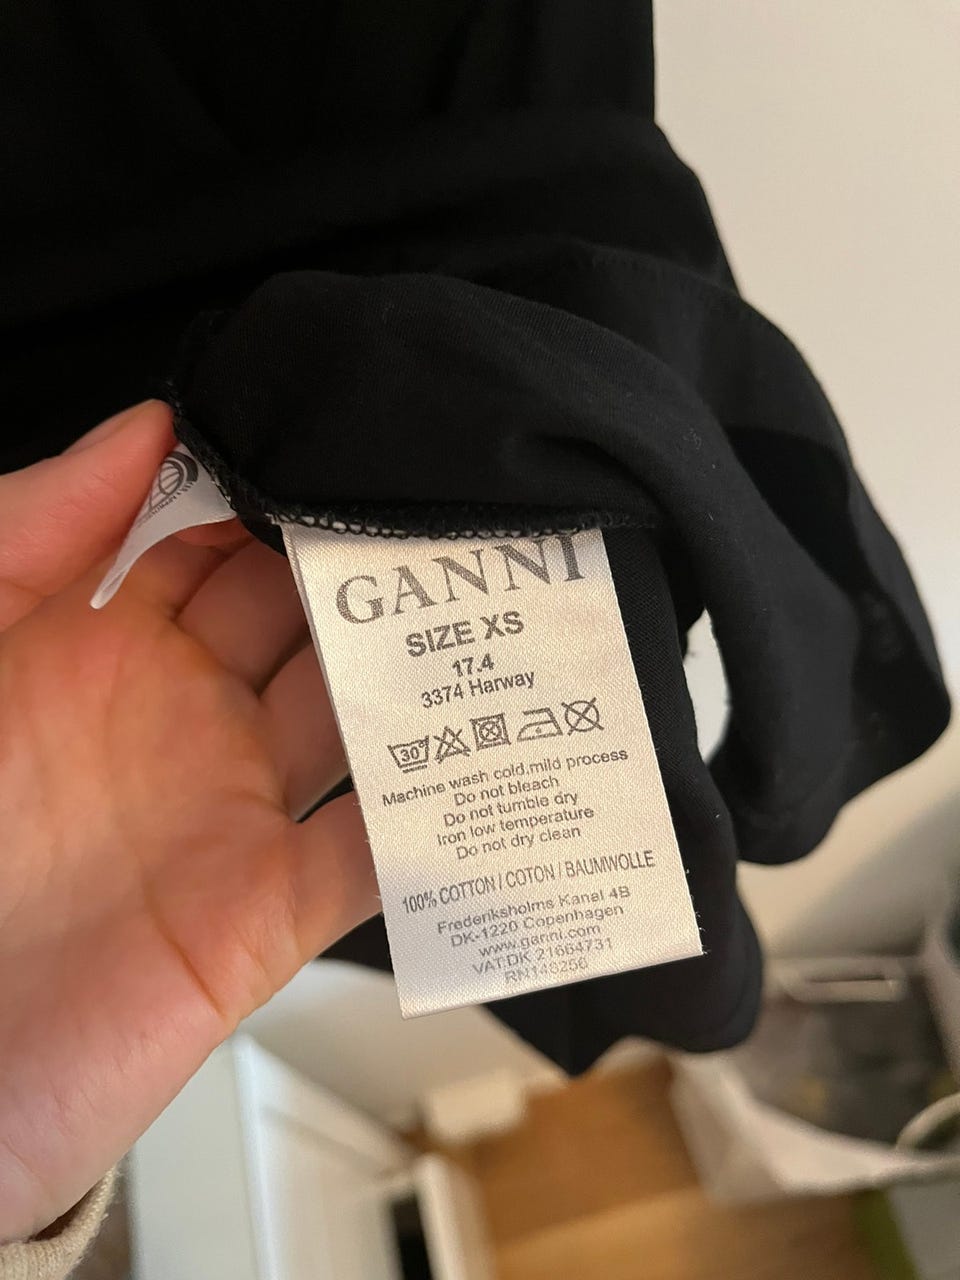 GANNI
SIZE XS
17.4
3374 Harway
30°
Machine wash cold.mild process
Do not bleach
Do not tumble dry
Iron low temperature
Do not dry clean
100% COTTON / COTON / BAUMWOLLE
Frederiksholms Kanal 4B
DK-1220 Copenhagen
www.ganni.com
VAT:DK 21664731
RN148256